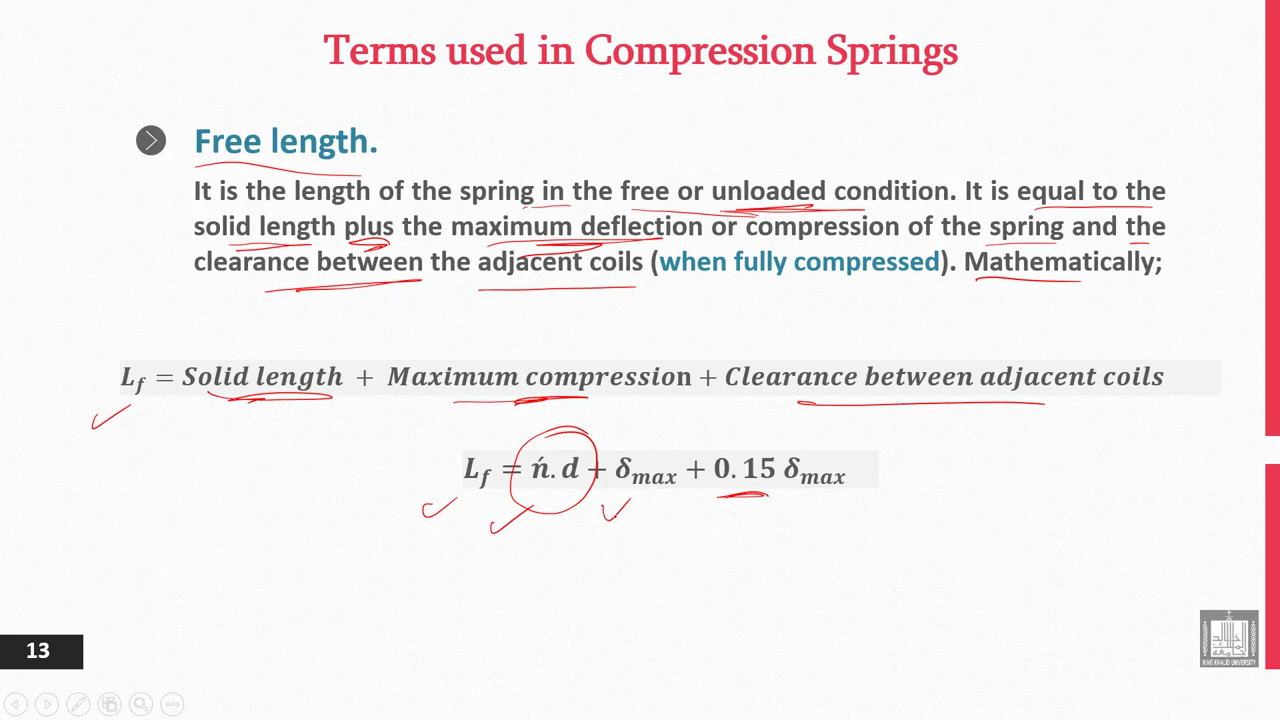 Terms used in Compression Springs
Free length.
It is the length of the spring in the free or unloaded condition. It is equal to the
solid length plus the maximum deflection or compression of the spring and the
clearance between the adjacent coils (when fully compressed). Mathematically;
L_f = Solid length + Maximum compression + Clearance between adjacent coils
L_f = ń. d + δ_max + 0. 15 δ_max
13
KING KHALID UNIVERSITY